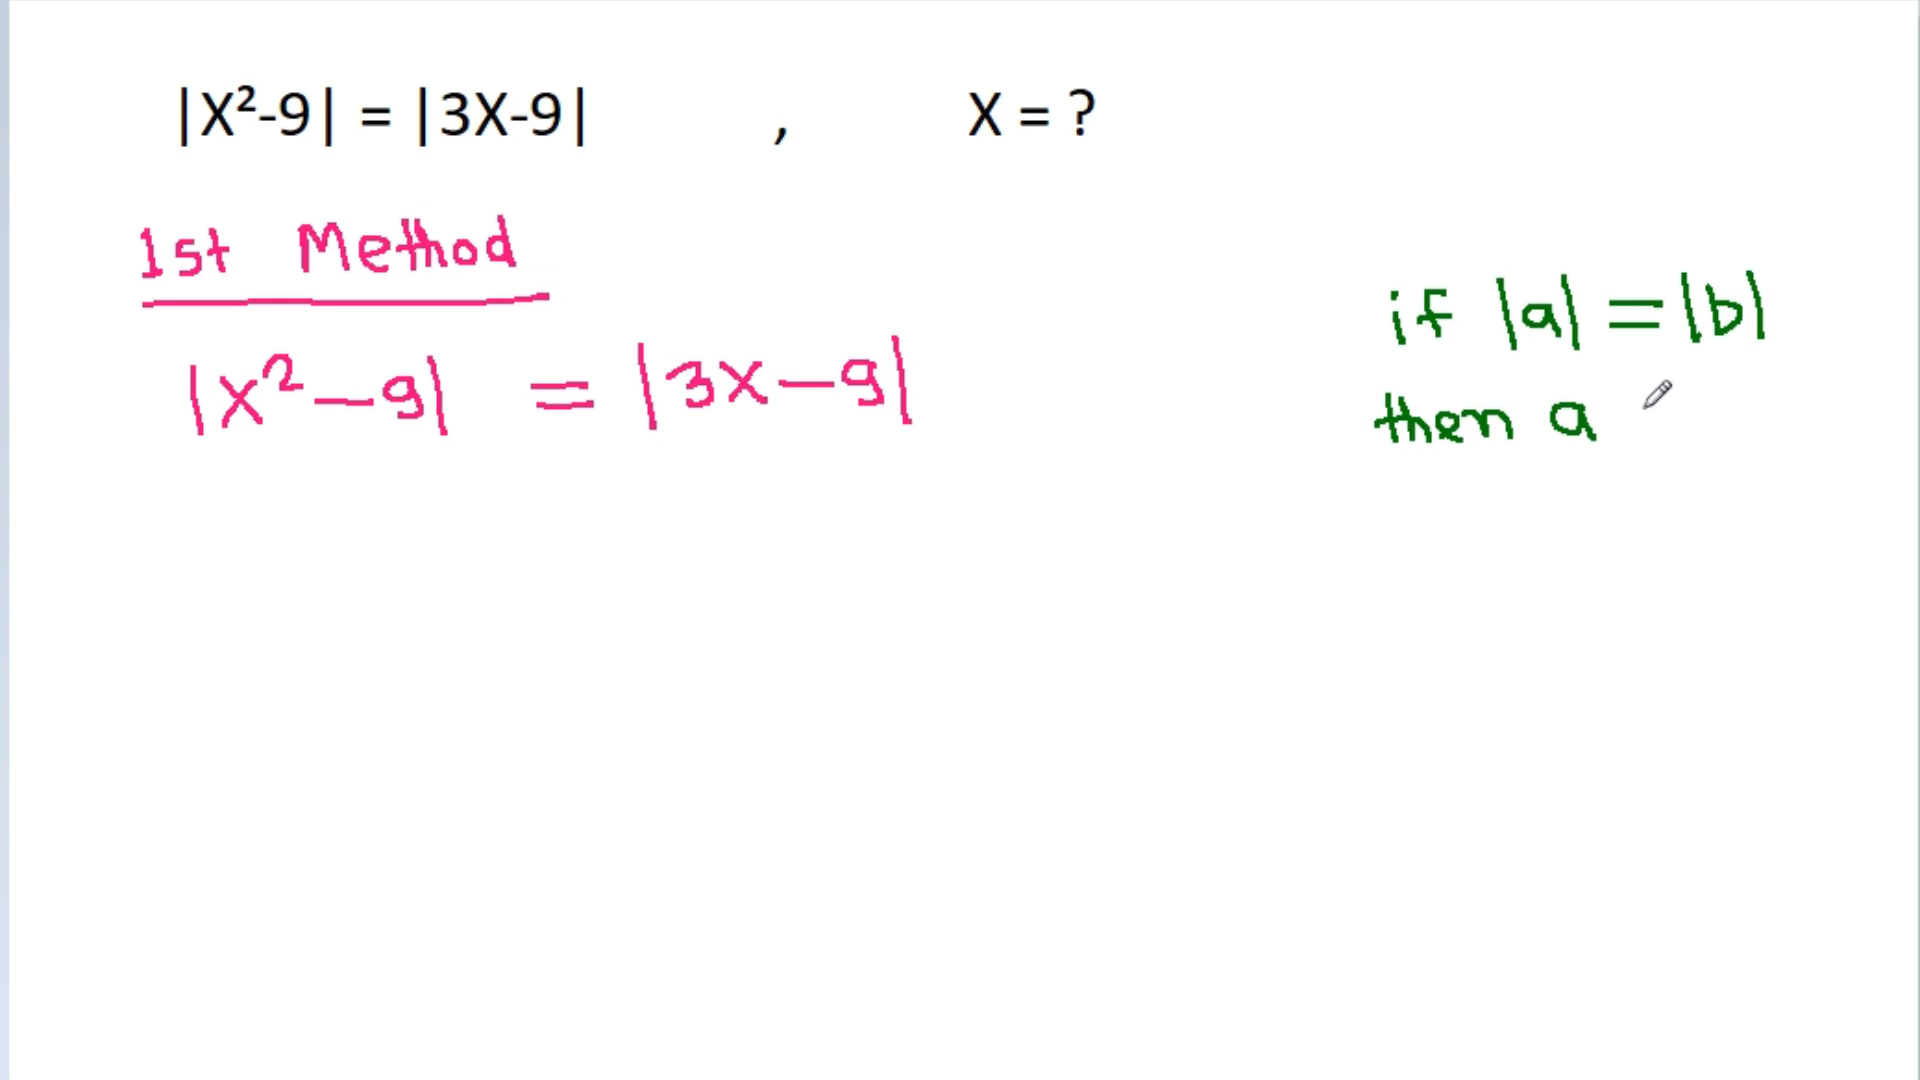 |X²-9| = |3X-9| , X = ?
1st Method
|x²-9| = |3x-9|
if |a|=|b|
then a